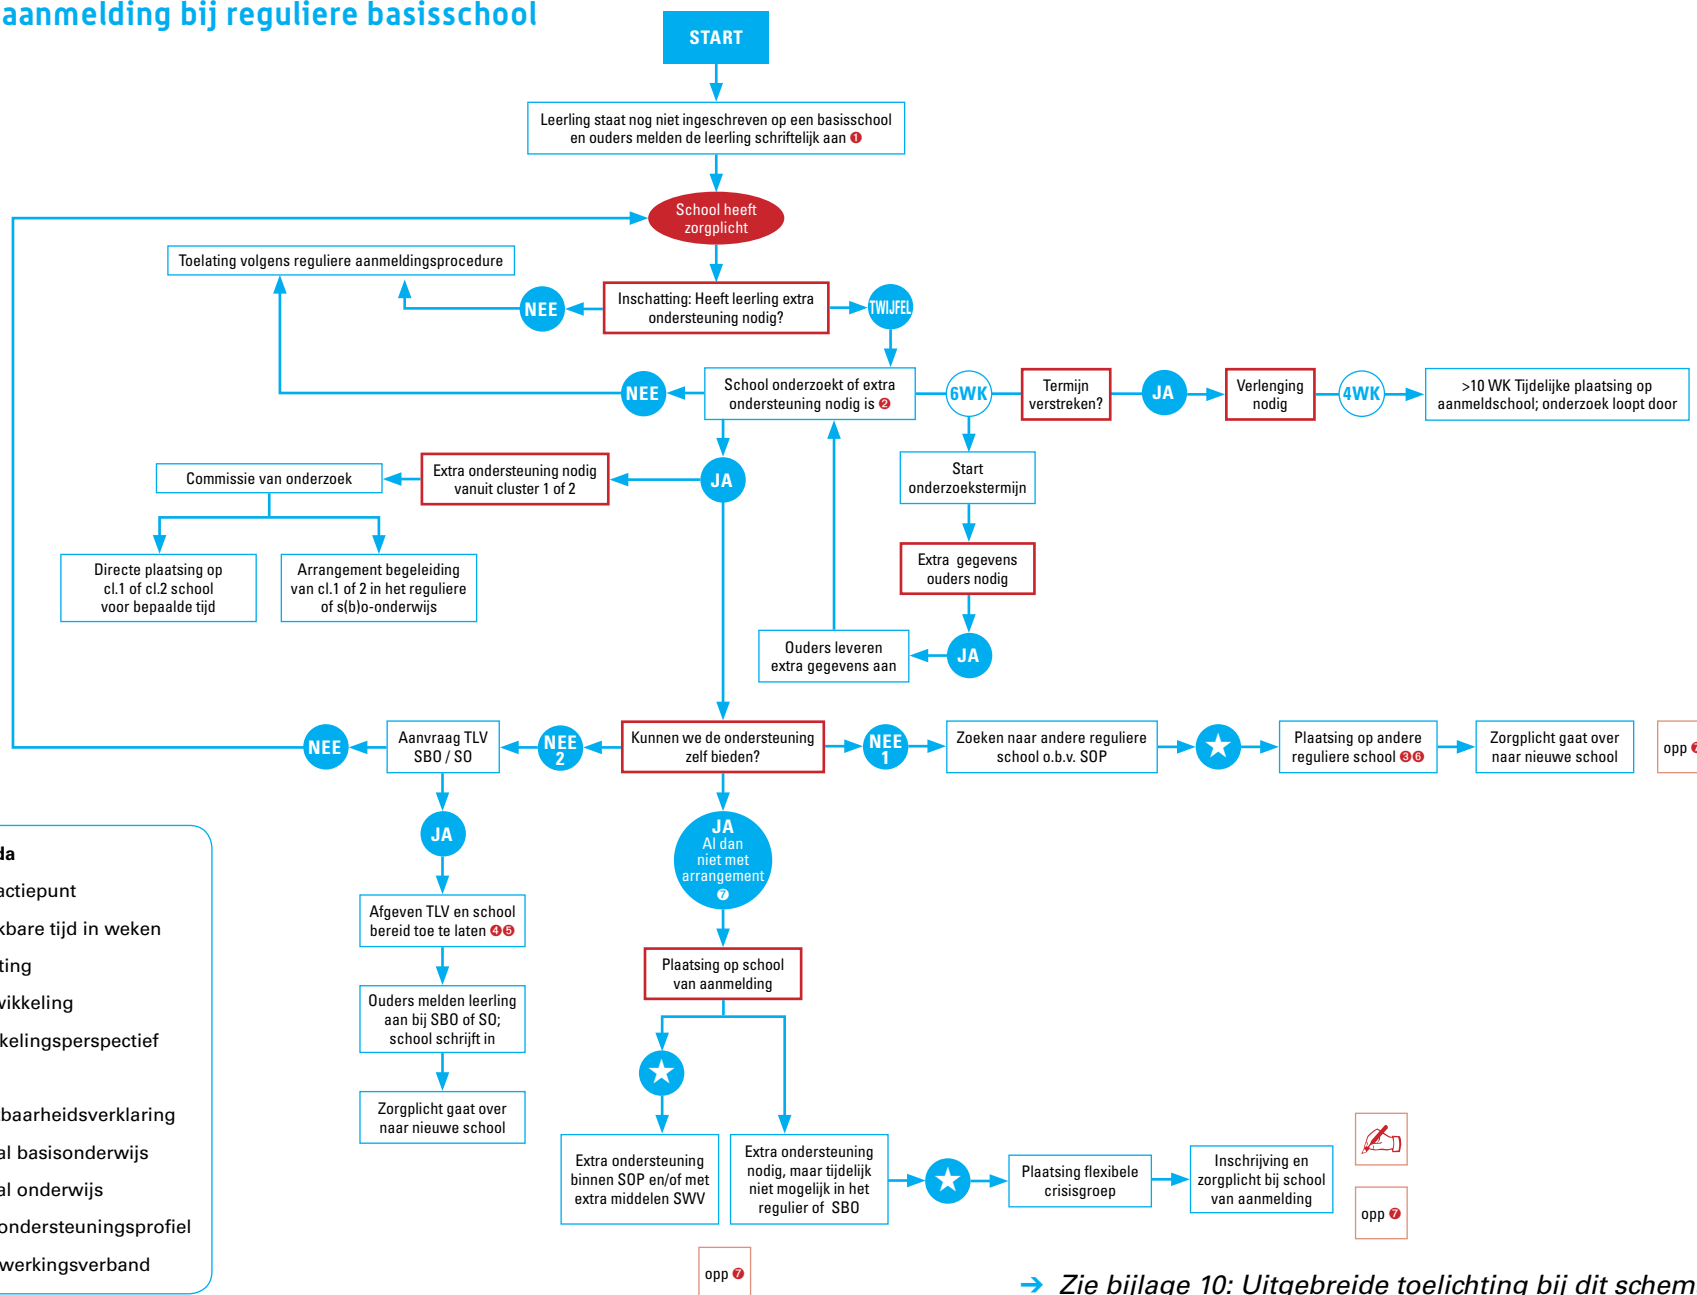 aanmelding bij reguliere basisschool
START
Leerling staat nog niet ingeschreven op een basisschool
en ouders melden de leerling schriftelijk aan ❶
School heeft
zorgplicht
Toelating volgens reguliere aanmeldingsprocedure
NEE
Inschatting: Heeft leerling extra
ondersteuning nodig?
TWIJFEL
NEE
School onderzoekt of extra
ondersteuning nodig is ❷
6WK
Termijn
verstreken?
JA
Verlenging
nodig
4WK
>10 WK Tijdelijke plaatsing op
aanmeldschool; onderzoek loopt door
Commissie van onderzoek
Extra ondersteuning nodig
vanuit cluster 1 of 2
JA
Start
onderzoekstermijn
Directe plaatsing op
cl.1 of cl.2 school
voor bepaalde tijd
Arrangement begeleiding
van cl.1 of 2 in het reguliere
of s(b)o-onderwijs
Extra gegevens
ouders nodig
Ouders leveren
extra gegevens aan
JA
NEE
Aanvraag TLV
SBO / SO
NEE
2
Kunnen we de ondersteuning
zelf bieden?
NEE
1
Zoeken naar andere reguliere
school o.b.v. SOP
Plaatsing op andere
reguliere school ❸❻
Zorgplicht gaat over
naar nieuwe school
opp
JA
JA
Al dan
niet met
arrangement
❼
Afgeven TLV en school
bereid toe te laten ❹❺
Plaatsing op school
van aanmelding
Ouders melden leerling
aan bij SBO of SO;
school schrijft in
Zorgplicht gaat over
naar nieuwe school
Extra ondersteuning
binnen SOP en/of met
extra middelen SWV
Extra ondersteuning
nodig, maar tijdelijk
niet mogelijk in het
regulier of SBO
Plaatsing flexibele
crisisgroep
Inschrijving en
zorgplicht bij school
van aanmelding
opp ❼
opp ❼
da
actiepunt
kbare tijd in weken
ting
wikkeling
kelingsperspectief
tbaarheidsverklaring
al basisonderwijs
al onderwijs
ondersteuningsprofiel
werkingsverband
➔ Zie bijlage 10: Uitgebreide toelichting bij dit schem